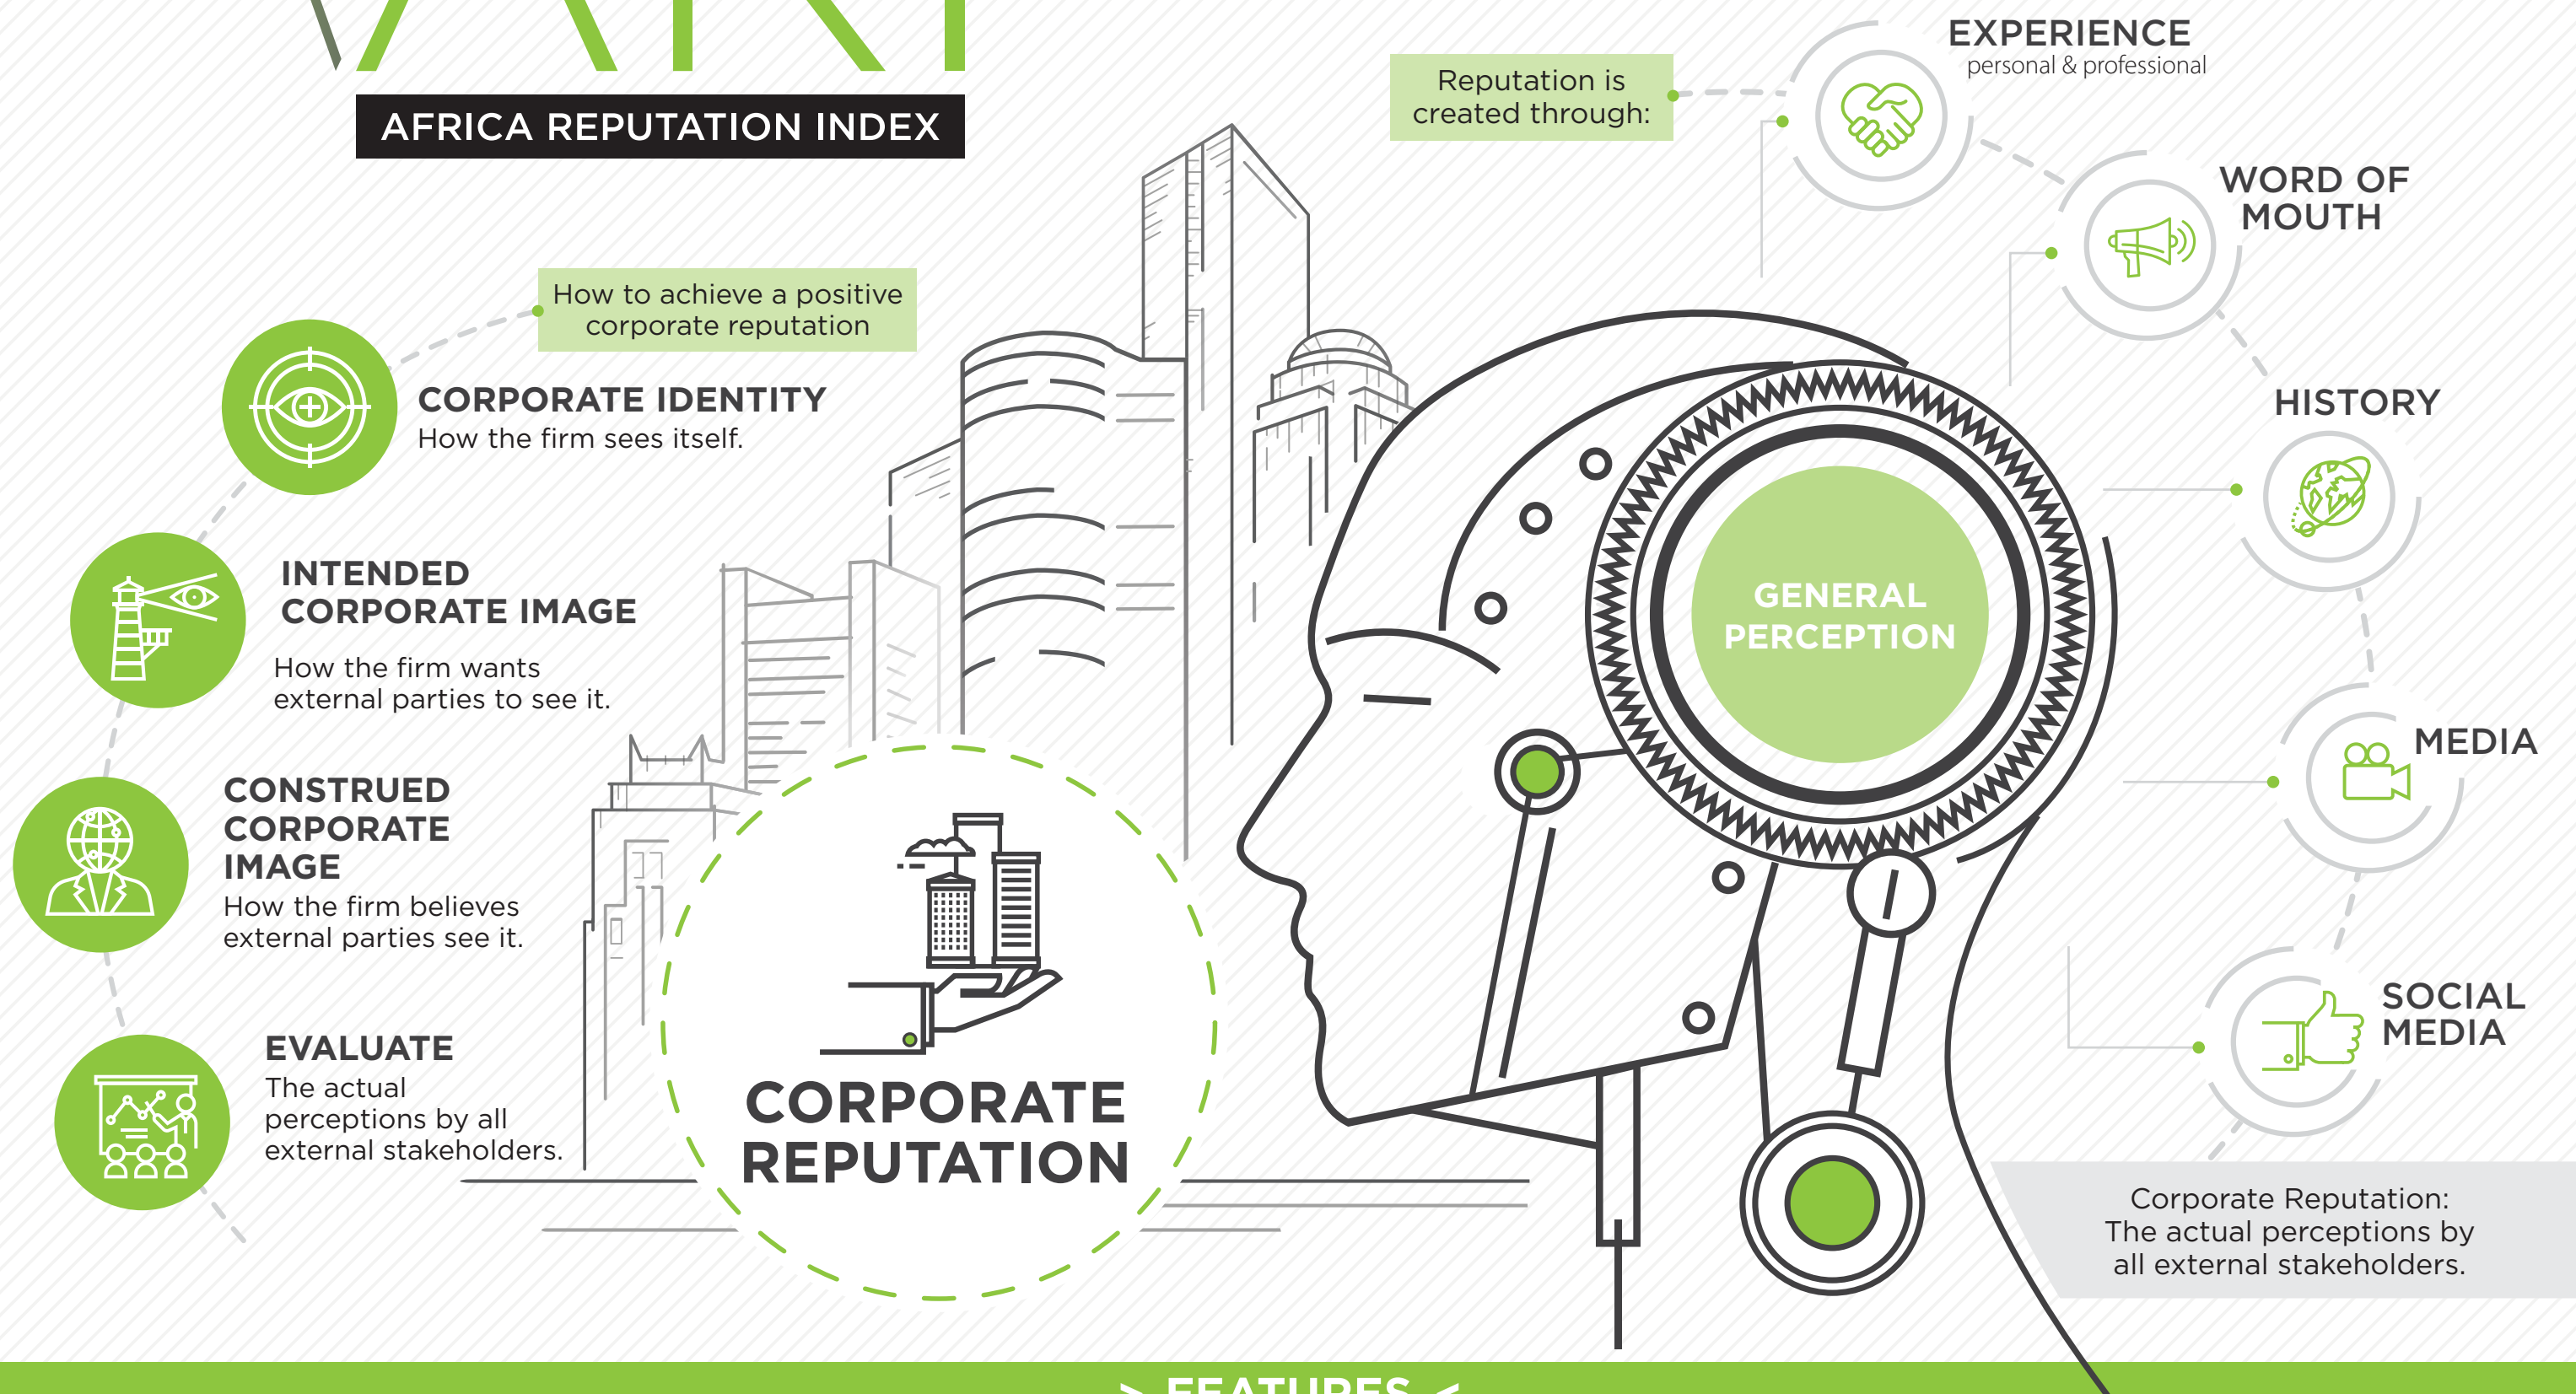 AFRICA REPUTATION INDEX
How to achieve a positive
corporate reputation
CORPORATE IDENTITY
How the firm sees itself.
INTENDED
CORPORATE IMAGE
How the firm wants
external parties to see it.
CONSTRUED
CORPORATE
IMAGE
How the firm believes
external parties see it.
EVALUATE
The actual
perceptions by all
external stakeholders.
CORPORATE
REPUTATION
Reputation is
created through:
EXPERIENCE
personal & professional
WORD OF
MOUTH
HISTORY
MEDIA
SOCIAL
MEDIA
GENERAL
PERCEPTION
Corporate Reputation:
The actual perceptions by
all external stakeholders.
> FEATURES <